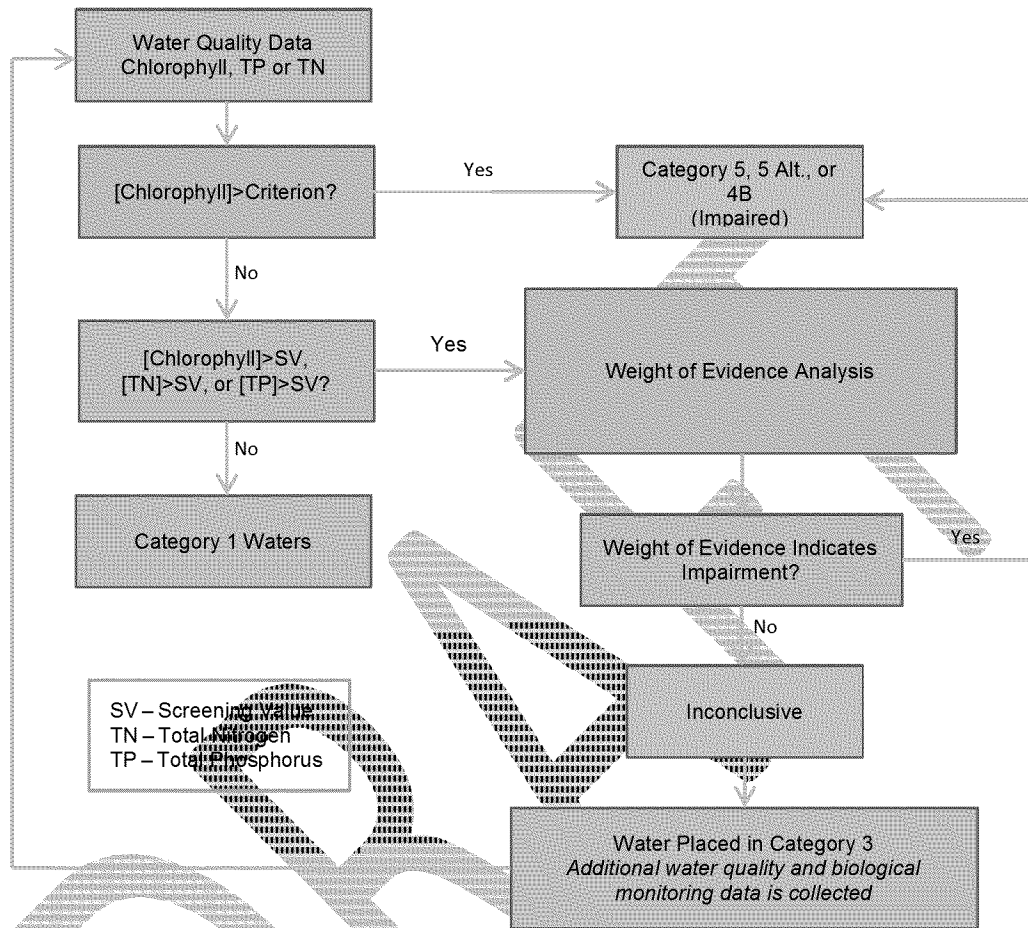 Water Quality Data
Chlorophyll, TP or TN
[Chlorophyll]>Criterion?
Yes
Category 5, 5 Alt., or
4B
(Impaired)
No
[Chlorophyll]>SV,
[TN]>SV, or [TP]>SV?
Yes
Weight of Evidence Analysis
No
Category 1 Waters
Weight of Evidence Indicates
Impairment?
Yes
No
Inconclusive
SV – Screening Value
TN – Total Nitrogen
TP – Total Phosphorus
Water Placed in Category 3
Additional water quality and biological
monitoring data is collected